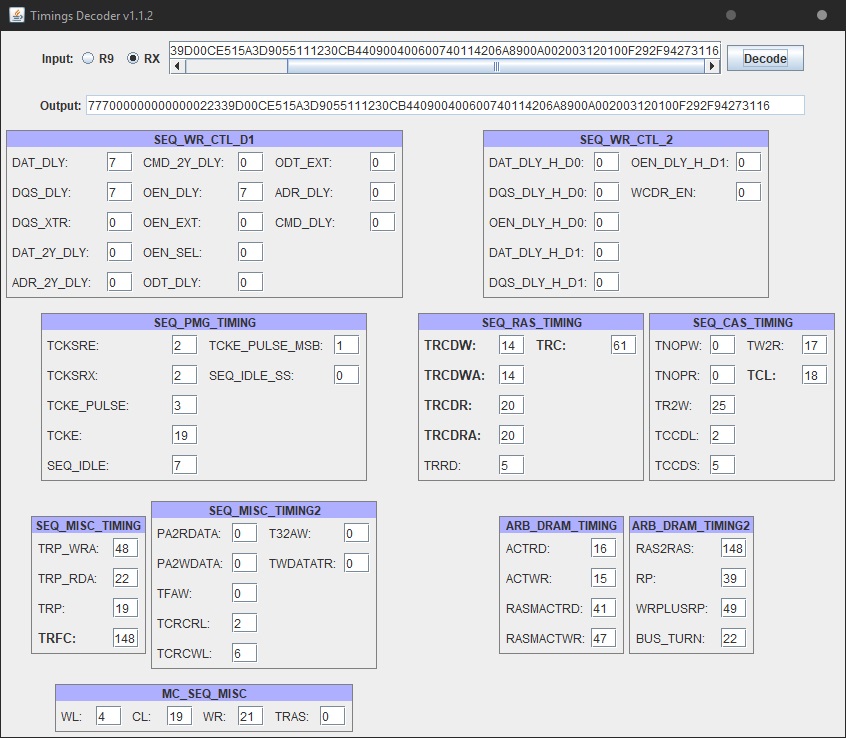 Timings Decoder v1.1.2
Input: R9 RX 39D00CE515A3D9055111230CB440900400600740114206A8900A002003120100F292F94273116 Decode
Output: 777000000000000022339D00CE515A3D9055111230CB440900400600740114206A8900A002003120100F292F94273116
SEQ_WR_CTL_D1
DAT_DLY: 7 CMD_2Y_DLY: 0 ODT_EXT: 0
DQS_DLY: 7 OEN_DLY: 7 ADR_DLY: 0
DQS_XTR: 0 OEN_EXT: 0 CMD_DLY: 0
DAT_2Y_DLY: 0 OEN_SEL: 0
ADR_2Y_DLY: 0 ODT_DLY: 0
SEQ_WR_CTL_2
DAT_DLY_H_D0: 0 OEN_DLY_H_D1: 0
DQS_DLY_H_D0: 0 WCDR_EN: 0
OEN_DLY_H_D0: 0
DAT_DLY_H_D1: 0
DQS_DLY_H_D1: 0
SEQ_PMG_TIMING
TCKSRE: 2 TCKE_PULSE_MSB: 1
TCKSRX: 2 SEQ_IDLE_SS: 0
TCKE_PULSE: 3
TCKE: 19
SEQ_IDLE: 7
SEQ_RAS_TIMING
TRCDW: 14 TRC: 61
TRCDWA: 14
TRCDR: 20
TRCDRA: 20
TRRD: 5
SEQ_CAS_TIMING
TNOPW: 0 TW2R: 17
TNOPR: 0 TCL: 18
TR2W: 25
TCCDL: 2
TCCDS: 5
SEQ_MISC_TIMING
TRP_WRA: 48
TRP_RDA: 22
TRP: 19
TRFC: 148
SEQ_MISC_TIMING2
PA2RDATA: 0 T32AW: 0
PA2WDATA: 0 TWDATATR: 0
TFAW: 0
TCRCRL: 2
TCRCWL: 6
ARB_DRAM_TIMING
ACTRD: 16
ACTWR: 15
RASMACTRD: 41
RASMACTWR: 47
ARB_DRAM_TIMING2
RAS2RAS: 148
RP: 39
WRPLUSRP: 49
BUS_TURN: 22
MC_SEQ_MISC
WL: 4 CL: 19 WR: 21 TRAS: 0